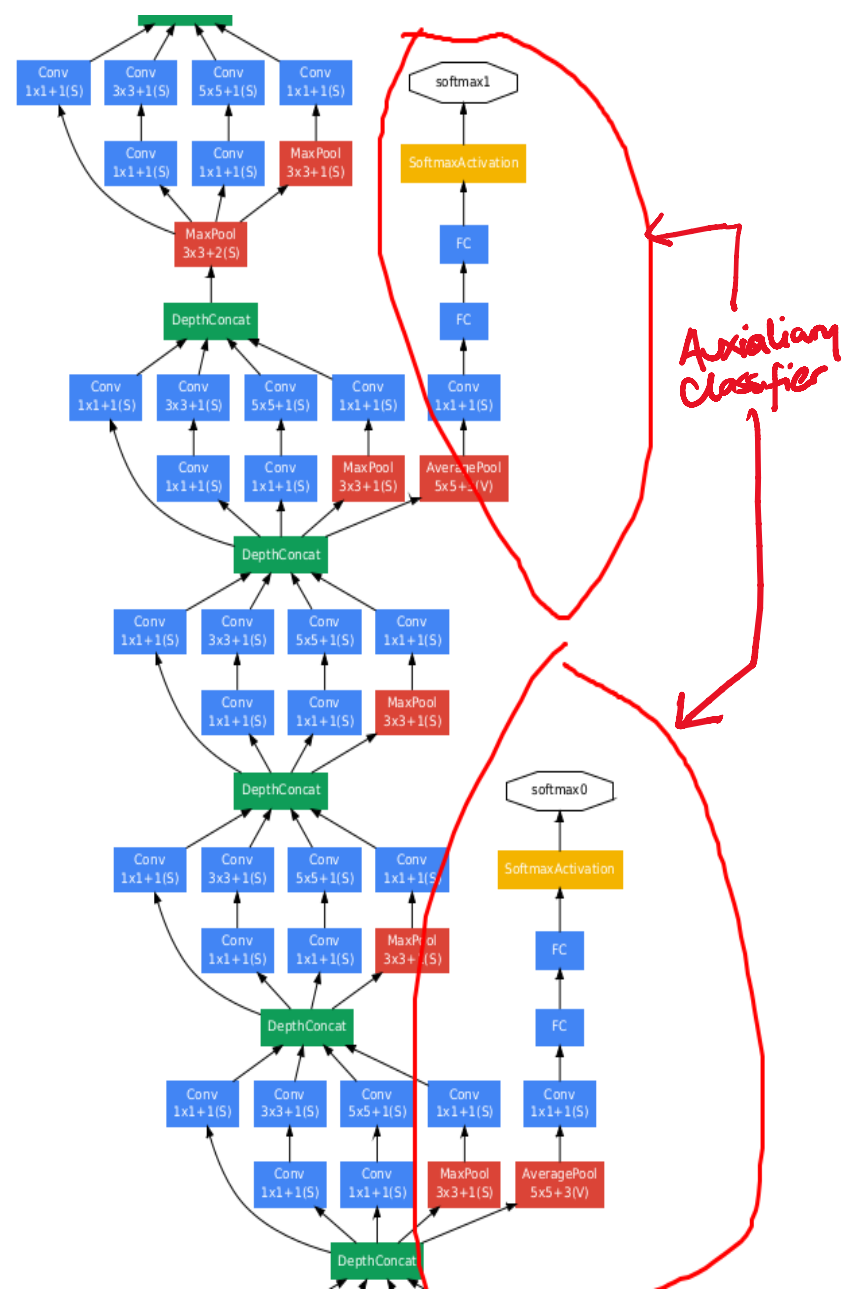 softmax1
Conv
1x1+1(S)
Conv
3x3+1(S)
Conv
5x5+1(S)
Conv
1x1+1(S)
SoftmaxActivation
Conv
1x1+1(S)
Conv
1x1+1(S)
MaxPool
3x3+1(S)
MaxPool
3x3+2(S)
FC
DepthConcat
FC
Auxialiary
Classifier
Conv
1x1+1(S)
Conv
3x3+1(S)
Conv
5x5+1(S)
Conv
1x1+1(S)
Conv
1x1+1(S)
Conv
1x1+1(S)
Conv
1x1+1(S)
MaxPool
3x3+1(S)
AveragePool
5x5+3(V)
DepthConcat
Conv
1x1+1(S)
Conv
3x3+1(S)
Conv
5x5+1(S)
Conv
1x1+1(S)
Conv
1x1+1(S)
Conv
1x1+1(S)
MaxPool
3x3+1(S)
DepthConcat
softmax0
Conv
1x1+1(S)
Conv
3x3+1(S)
Conv
5x5+1(S)
Conv
1x1+1(S)
SoftmaxActivation
Conv
1x1+1(S)
Conv
1x1+1(S)
MaxPool
3x3+1(S)
FC
DepthConcat
FC
Conv
1x1+1(S)
Conv
3x3+1(S)
Conv
5x5+1(S)
Conv
1x1+1(S)
Conv
1x1+1(S)
Conv
1x1+1(S)
Conv
1x1+1(S)
MaxPool
3x3+1(S)
AveragePool
5x5+3(V)
DepthConcat